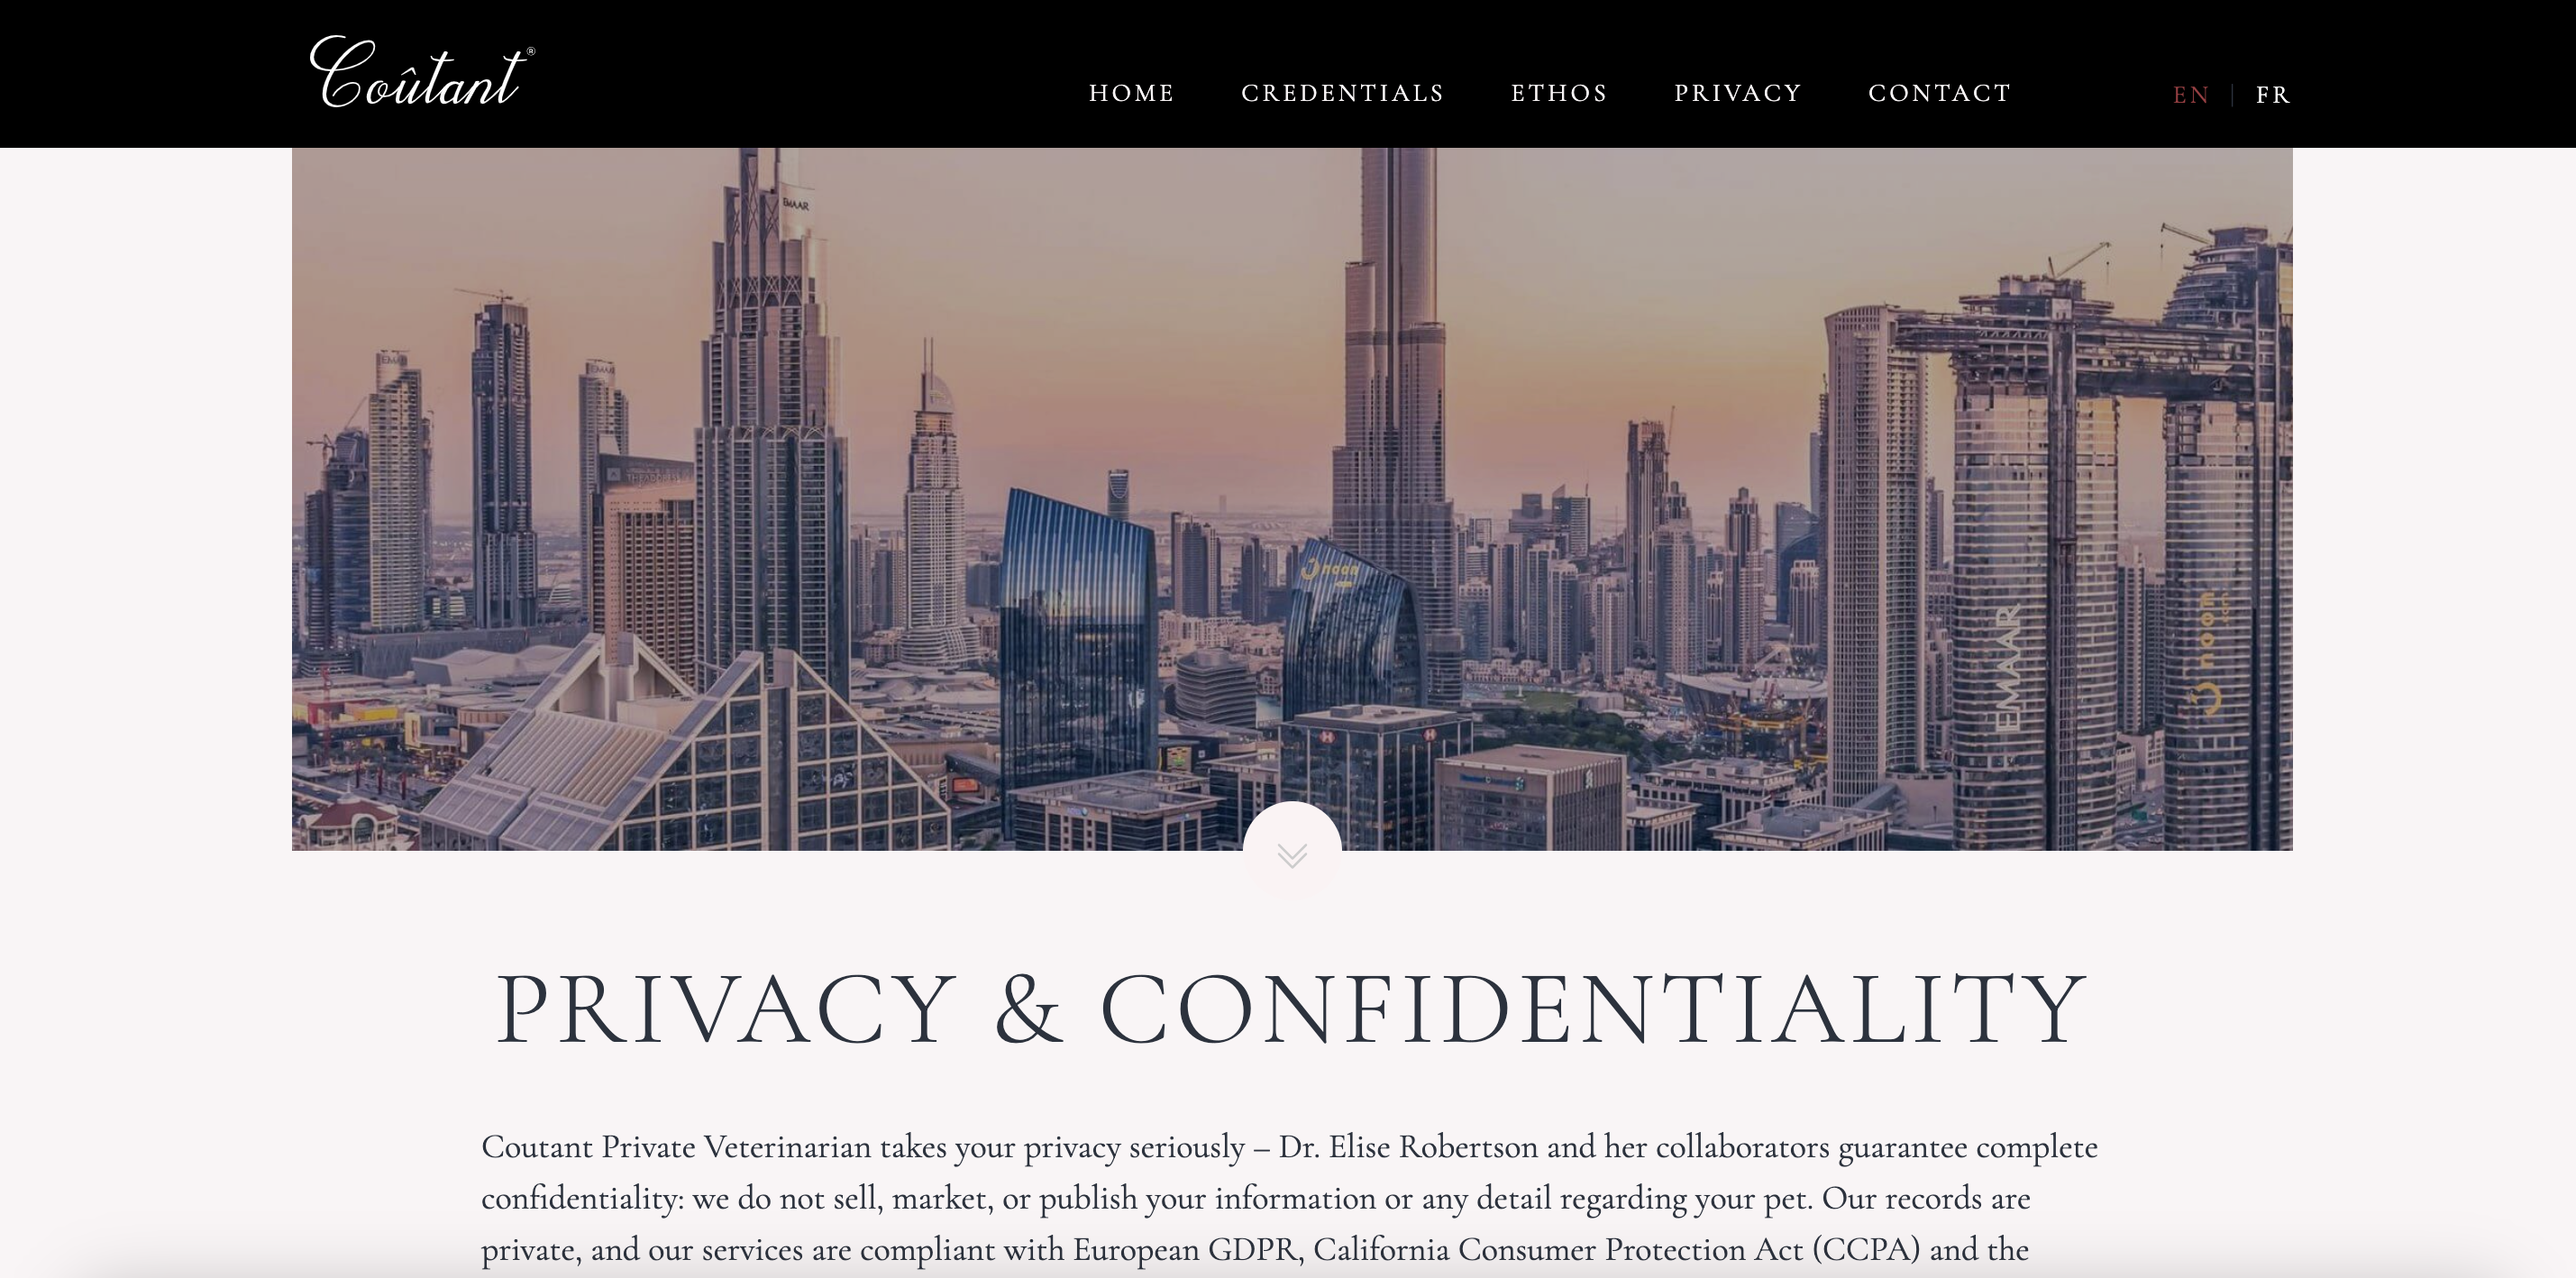 Coûtant®
HOME CREDENTIALS ETHOS PRIVACY CONTACT EN | FR
EMAAR
EMAAR
noon
EMAAR
noon
PRIVACY & CONFIDENTIALITY
Coutant Private Veterinarian takes your privacy seriously – Dr. Elise Robertson and her collaborators guarantee complete
confidentiality: we do not sell, market, or publish your information or any detail regarding your pet. Our records are
private, and our services are compliant with European GDPR, California Consumer Protection Act (CCPA) and the